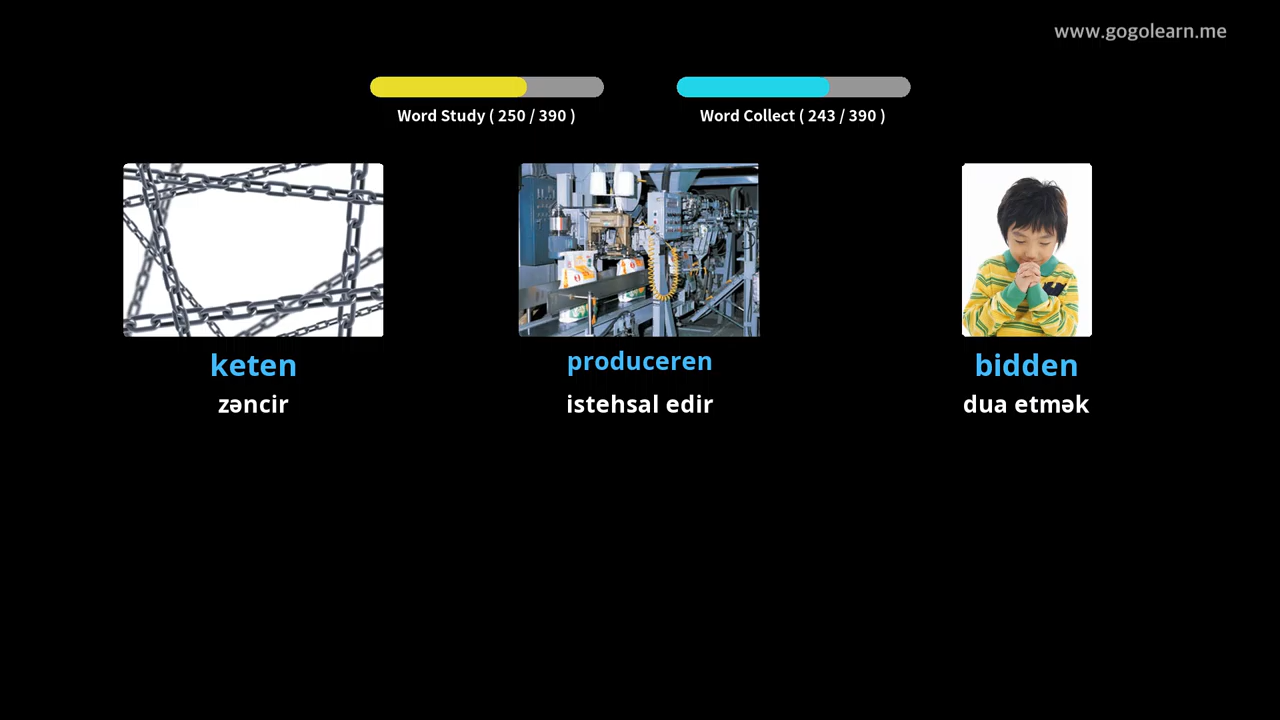 www.gogolearn.me
Word Study ( 250 / 390 )
Word Collect ( 243 / 390 )
keten
produceren
bidden
zəncir
istehsal edir
dua etmək